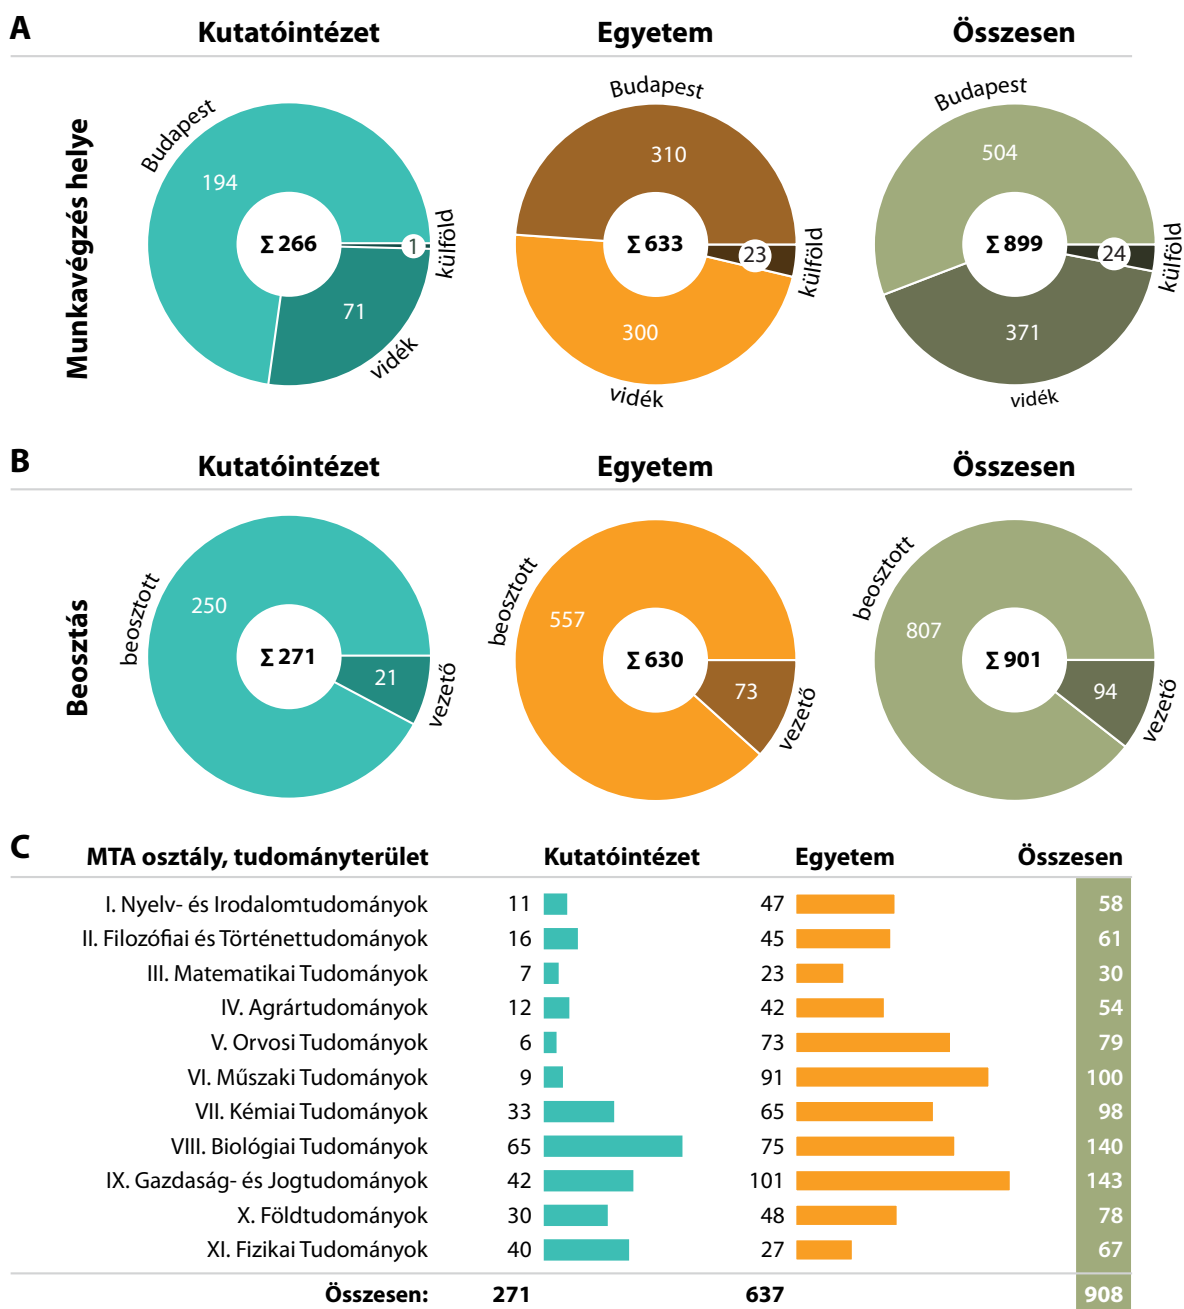 A
Kutatóintézet Egyetem Összesen
Munkavégzés helye
Budapest
194
Σ 266
1
külföld
71
vidék
Budapest
310
Σ 633
23
külföld
300
vidék
Budapest
504
Σ 899
24
külföld
371
vidék
B
Kutatóintézet Egyetem Összesen
Beosztás
beosztott
250
Σ 271
21
vezető
beosztott
557
Σ 630
73
vezető
beosztott
807
Σ 901
94
vezető
C
MTA osztály, tudományterület Kutatóintézet Egyetem Összesen
I. Nyelv- és Irodalomtudományok 11 47 58
II. Filozófiai és Történettudományok 16 45 61
III. Matematikai Tudományok 7 23 30
IV. Agrártudományok 12 42 54
V. Orvosi Tudományok 6 73 79
VI. Műszaki Tudományok 9 91 100
VII. Kémiai Tudományok 33 65 98
VIII. Biológiai Tudományok 65 75 140
IX. Gazdaság- és Jogtudományok 42 101 143
X. Földtudományok 30 48 78
XI. Fizikai Tudományok 40 27 67
Összesen: 271 637 908